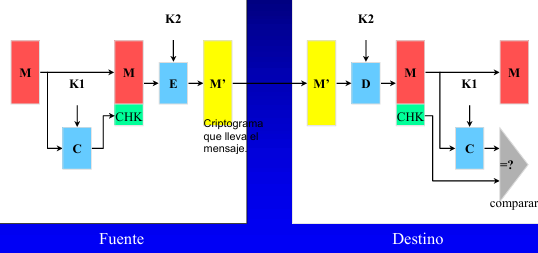 K2
K2
M
M
K1
E
M’
M’
D
M
K1
M
CHK
CHK
Criptograma
que lleva el
mensaje.
C
C
=?
comparar
Fuente
Destino